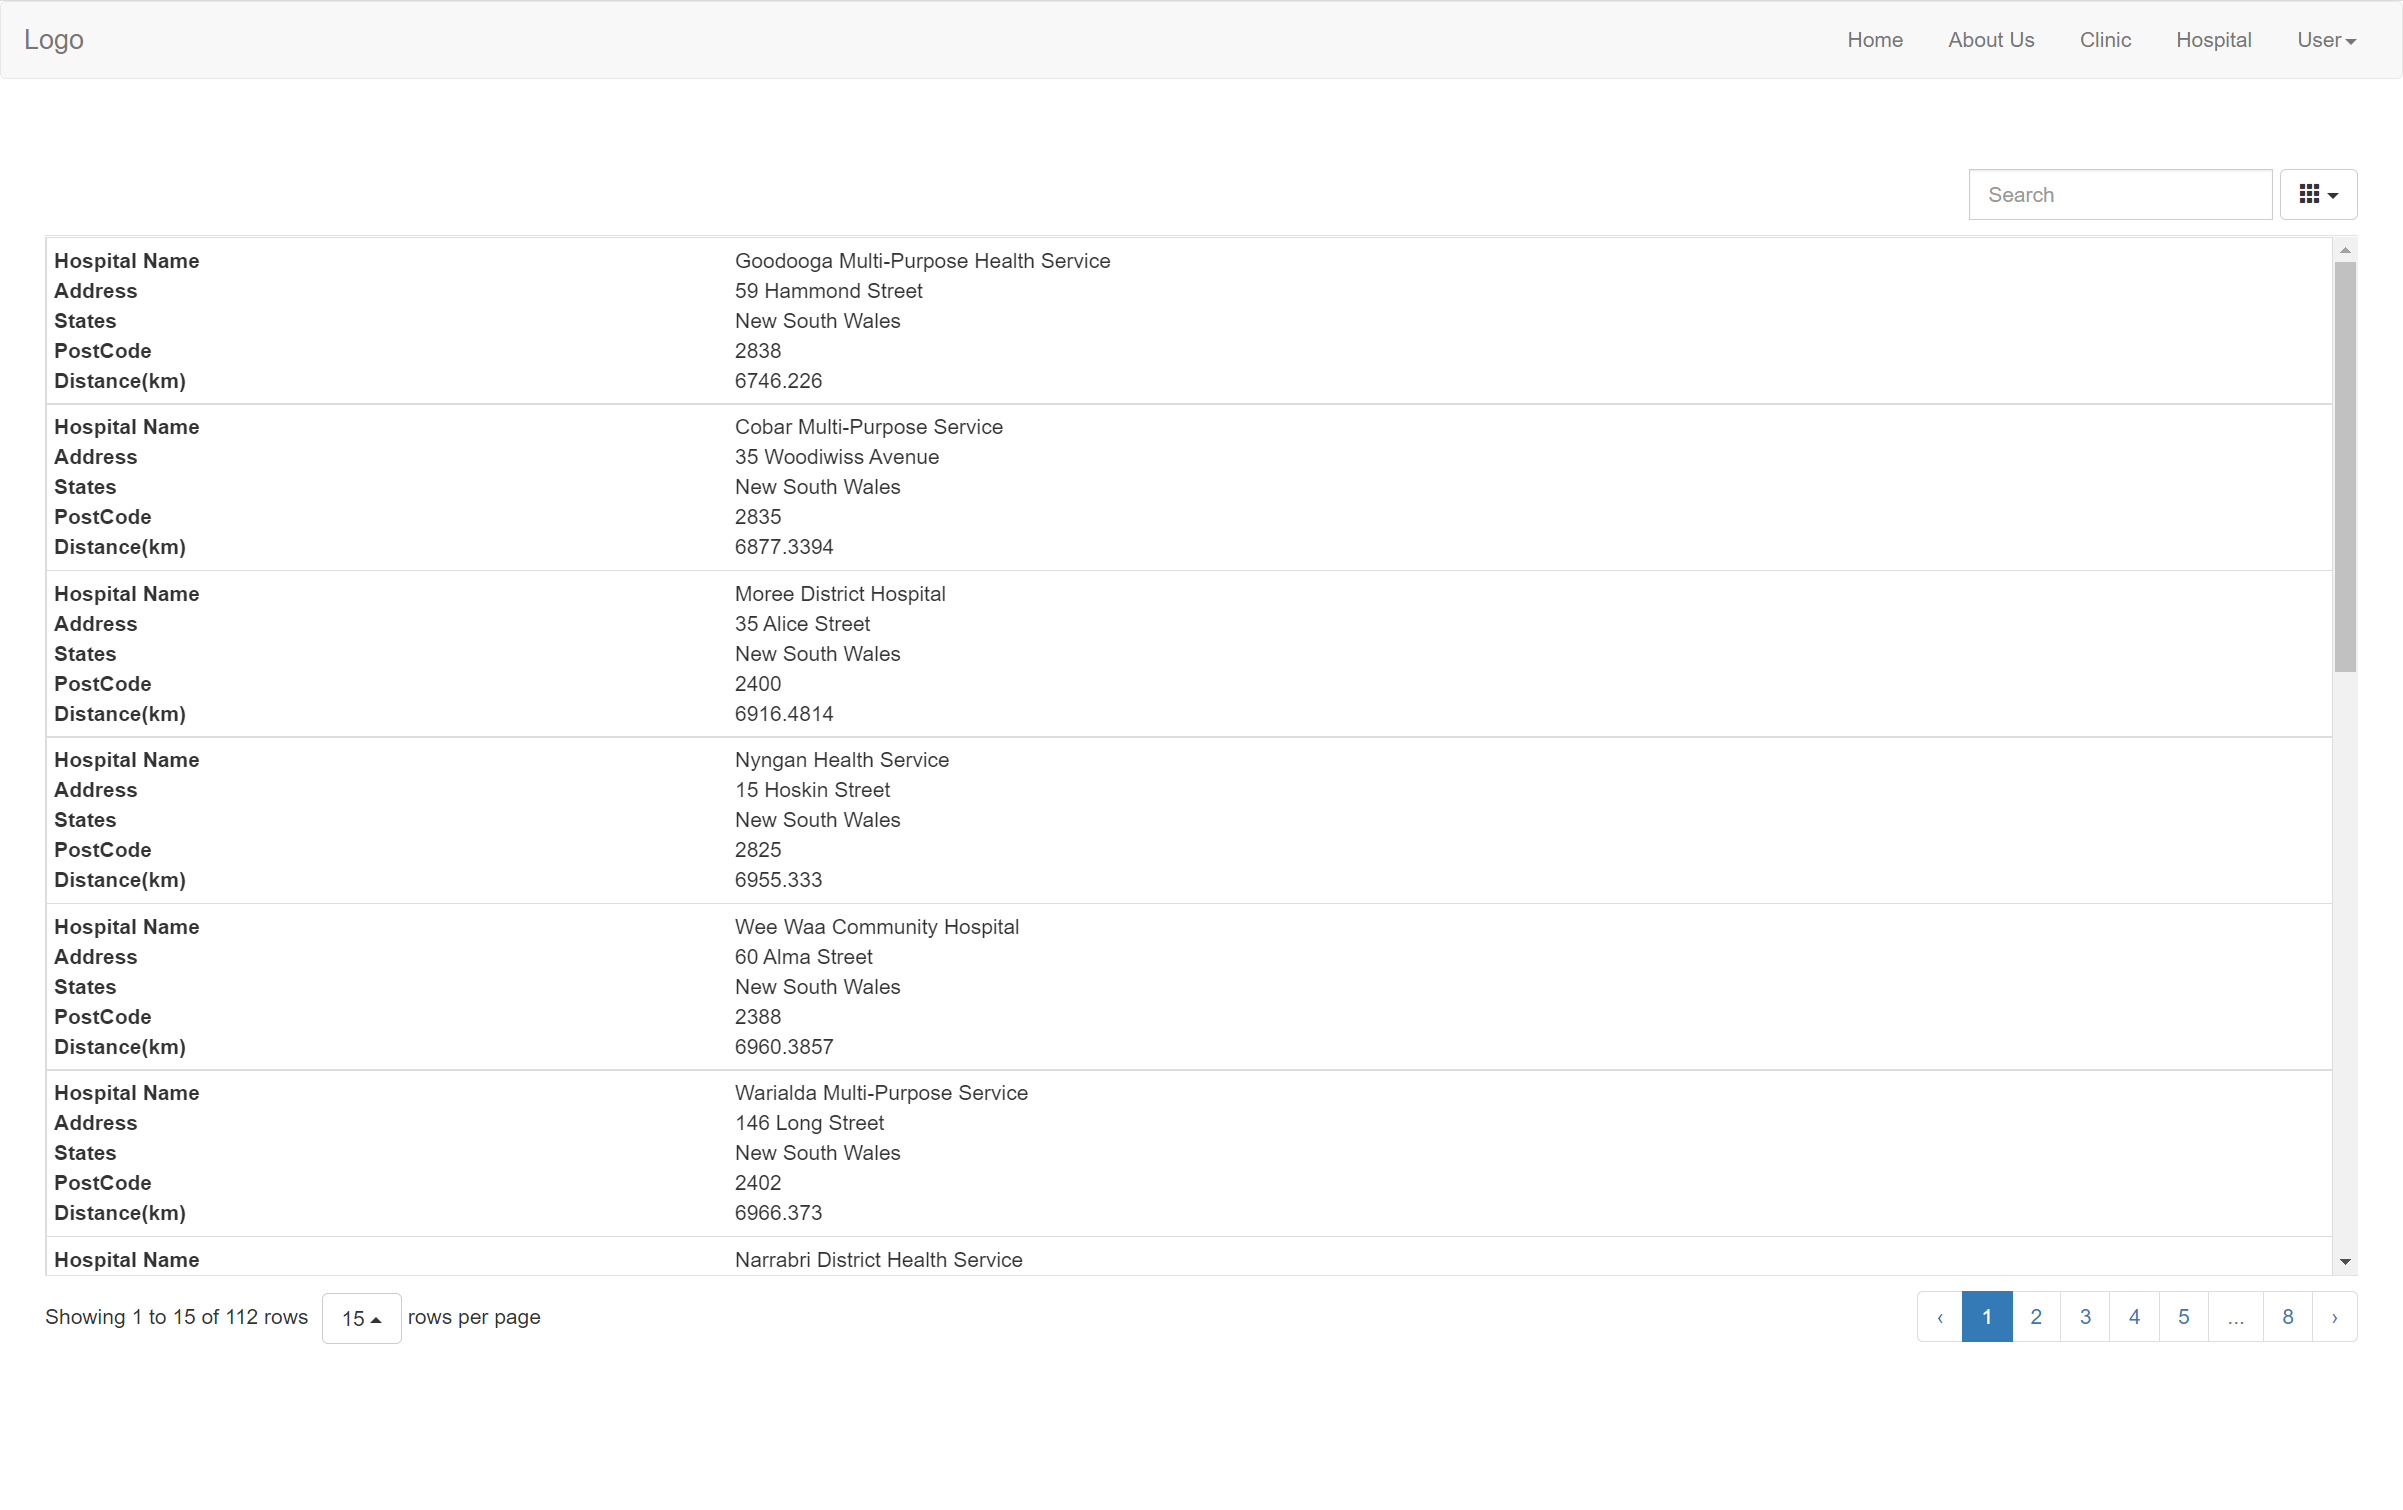 Logo Home About Us Clinic Hospital User
Search
Hospital Name Goodooga Multi-Purpose Health Service
Address 59 Hammond Street
States New South Wales
PostCode 2838
Distance(km) 6746.226
Hospital Name Cobar Multi-Purpose Service
Address 35 Woodiwiss Avenue
States New South Wales
PostCode 2835
Distance(km) 6877.3394
Hospital Name Moree District Hospital
Address 35 Alice Street
States New South Wales
PostCode 2400
Distance(km) 6916.4814
Hospital Name Nyngan Health Service
Address 15 Hoskin Street
States New South Wales
PostCode 2825
Distance(km) 6955.333
Hospital Name Wee Waa Community Hospital
Address 60 Alma Street
States New South Wales
PostCode 2388
Distance(km) 6960.3857
Hospital Name Warialda Multi-Purpose Service
Address 146 Long Street
States New South Wales
PostCode 2402
Distance(km) 6966.373
Hospital Name Narrabri District Health Service
Showing 1 to 15 of 112 rows 15 rows per page ‹ 1 2 3 4 5 ... 8 ›